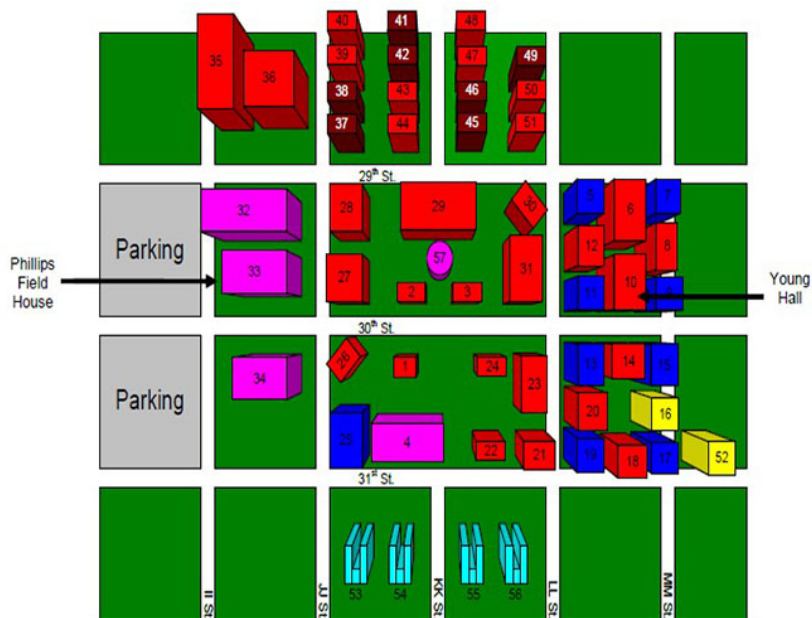 40 41 48
35 36 39 42 47 49
38 43 46 50
37 44 45 51
29th St.
32 28 29 30 5 6 7
Parking
57 12 8
Phillips
Field
House
33 27 31
2 3 11 10 9
Young
Hall
30th St.
26 1 24 13 14 15
34 23
Parking
20 16
25 4 22 21 19 18 17 52
31st St.
53 54 55 56
II St.
JJ St.
KK St.
LL St.
MM St.